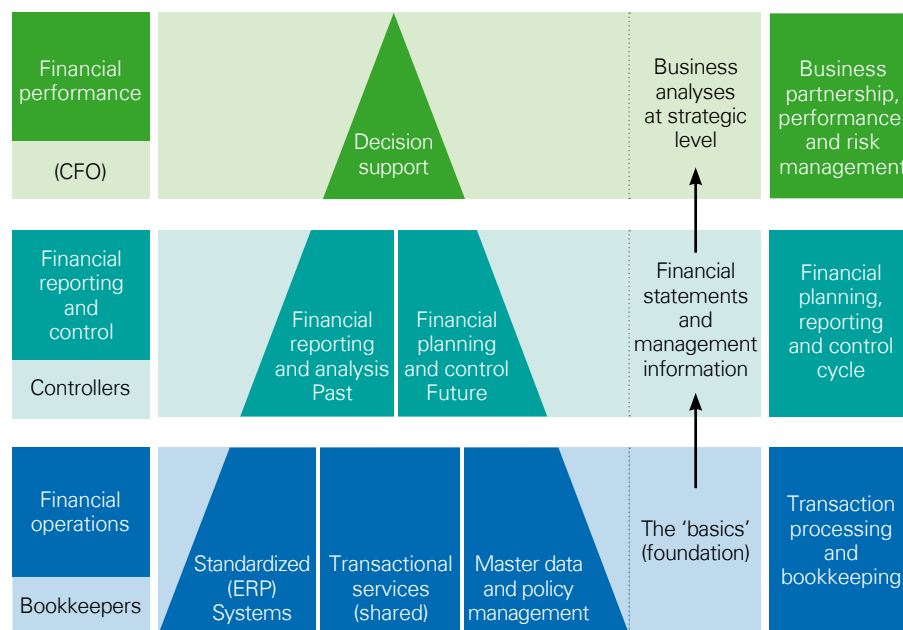 Financial
performance
(CFO)
Decision
support
Business
analyses
at strategic
level
Business
partnership,
performance
and risk
management
Financial
reporting
and
control
Controllers
Financial
reporting
and analysis
Past
Financial
planning
and control
Future
Financial
statements
and
management
information
Financial
planning,
reporting
and control
cycle
Financial
operations
Bookkeepers
Standardized
(ERP)
Systems
Transactional
services
(shared)
Master data
and policy
management
The ‘basics’
(foundation)
Transaction
processing
and
bookkeeping